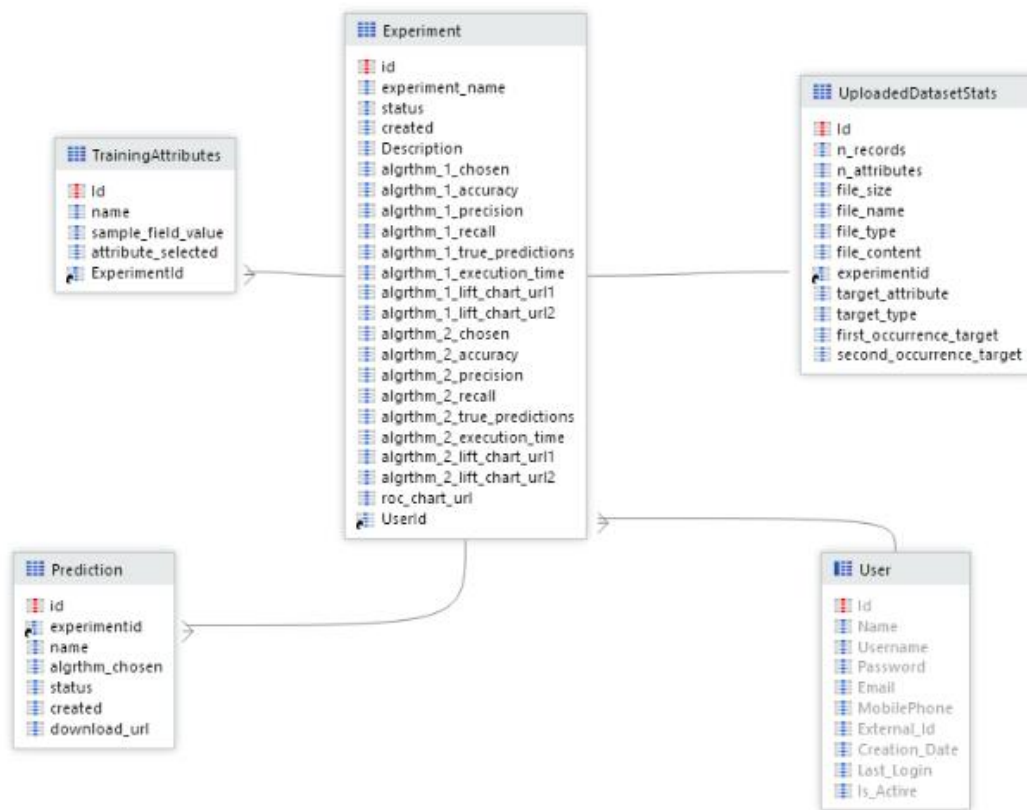 Experiment
id
experiment_name
status
created
Description
algrthm_1_chosen
algrthm_1_accuracy
algrthm_1_precision
algrthm_1_recall
algrthm_1_true_predictions
algrthm_1_execution_time
algrthm_1_lift_chart_url1
algrthm_1_lift_chart_url2
algrthm_2_chosen
algrthm_2_accuracy
algrthm_2_precision
algrthm_2_recall
algrthm_2_true_predictions
algrthm_2_execution_time
algrthm_2_lift_chart_url1
algrthm_2_lift_chart_url2
roc_chart_url
UserId
UploadedDatasetStats
Id
n_records
n_attributes
file_size
file_name
file_type
file_content
experimentid
target_attribute
target_type
first_occurrence_target
second_occurrence_target
TrainingAttributes
Id
name
sample_field_value
attribute_selected
ExperimentId
Prediction
id
experimentid
name
algrthm_chosen
status
created
download_url
User
Id
Name
Username
Password
Email
MobilePhone
External_Id
Creation_Date
Last_Login
Is_Active